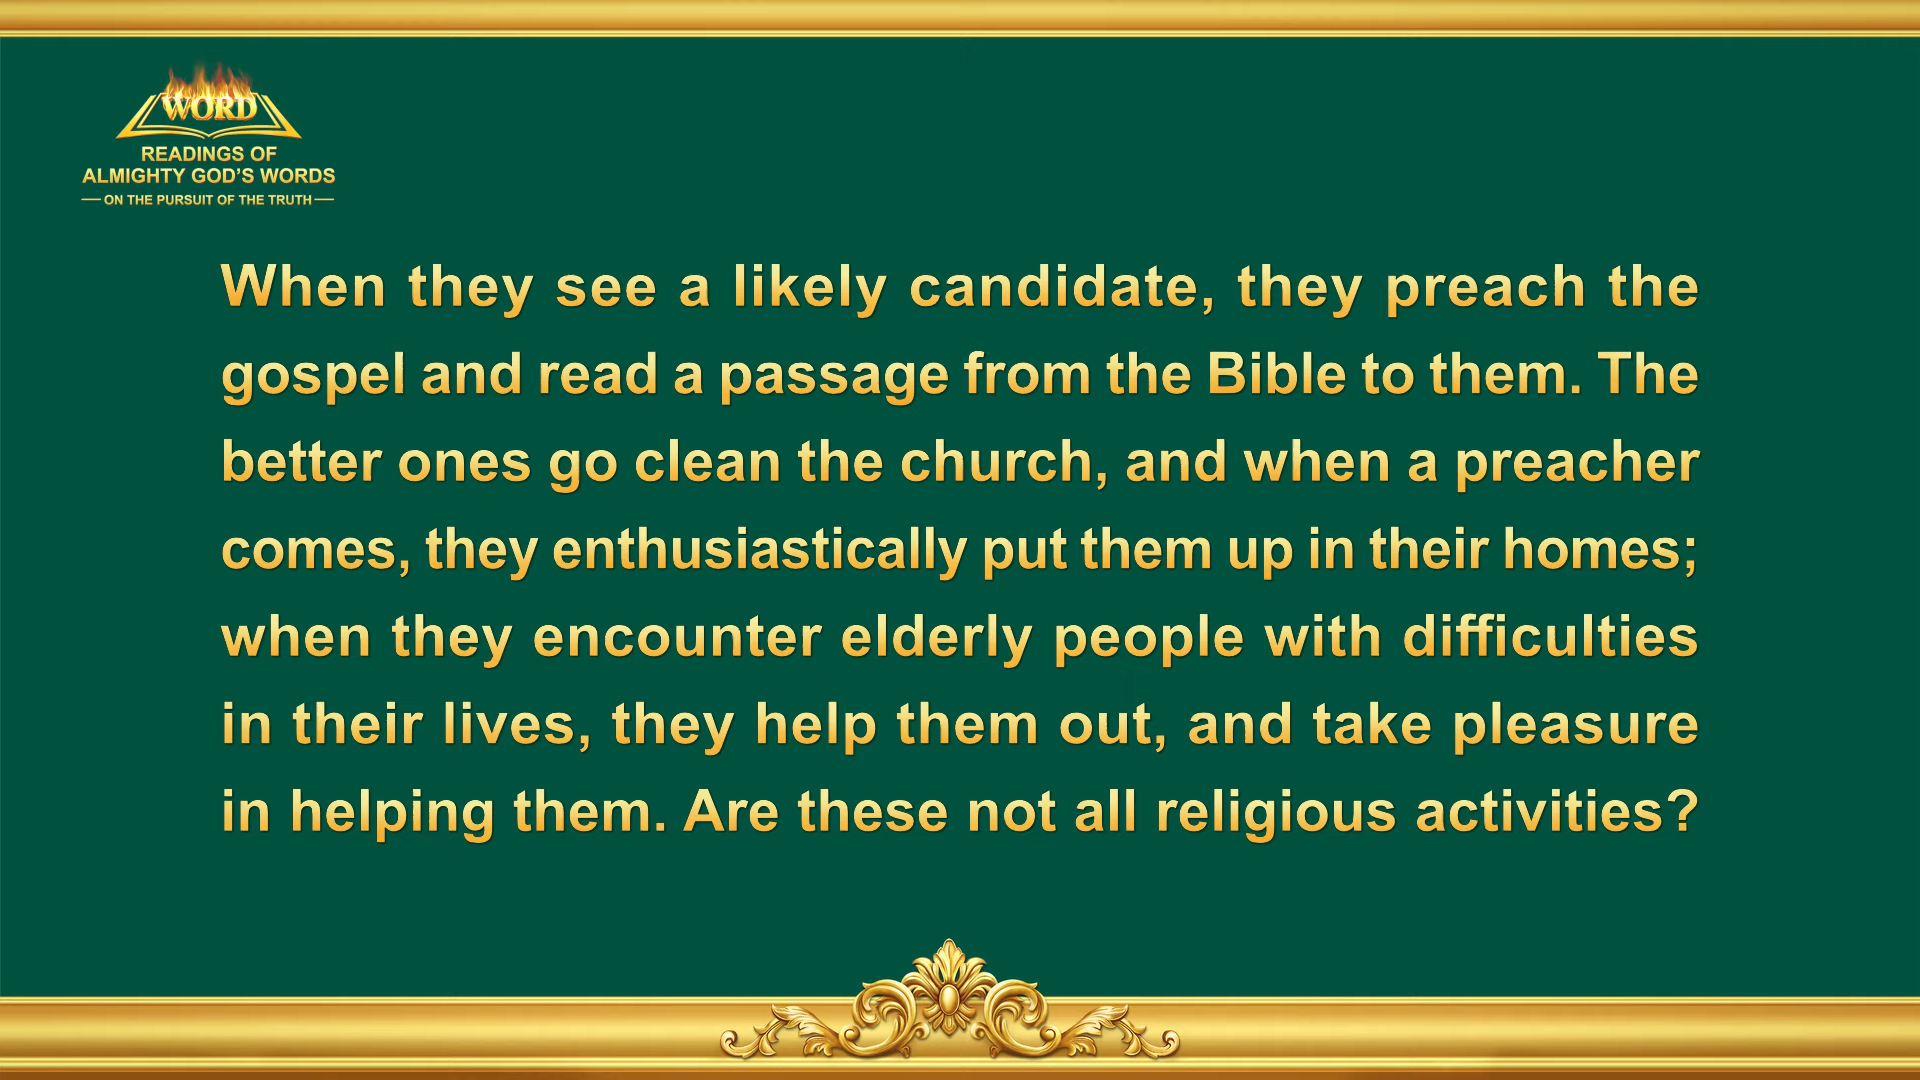 WORD
READINGS OF
ALMIGHTY GOD'S WORDS
— ON THE PURSUIT OF THE TRUTH —
When they see a likely candidate, they preach the
gospel and read a passage from the Bible to them. The
better ones go clean the church, and when a preacher
comes, they enthusiastically put them up in their homes;
when they encounter elderly people with difficulties
in their lives, they help them out, and take pleasure
in helping them. Are these not all religious activities?